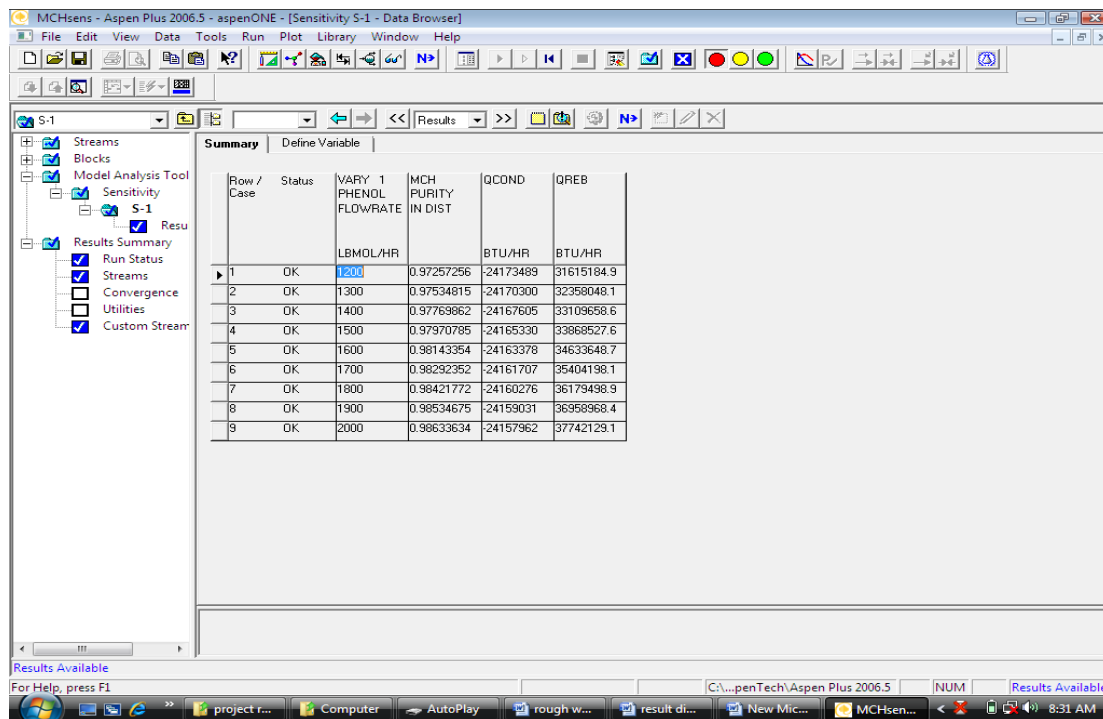 MCHsens - Aspen Plus 2006.5 - aspenONE - [Sensitivity S-1 - Data Browser]
File Edit View Data Tools Run Plot Library Window Help
N>
S-1
Results
N>
Streams
Blocks
Model Analysis Tool
Sensitivity
S-1
Resu
Results Summary
Run Status
Streams
Convergence
Utilities
Custom Stream
Summary Define Variable
Row / Status VARY 1 MCH QCOND QREB
Case PHENOL PURITY
FLOWRATE IN DIST
LBMOL/HR BTU/HR BTU/HR
1 OK 1200 0.97257256 -24173489 31615184.9
2 OK 1300 0.97534815 -24170300 32358048.1
3 OK 1400 0.97769862 -24167605 33109658.6
4 OK 1500 0.97970785 -24165330 33868527.6
5 OK 1600 0.98143354 -24163378 34633648.7
6 OK 1700 0.98292352 -24161707 35404198.1
7 OK 1800 0.98421772 -24160276 36179498.9
8 OK 1900 0.98534675 -24159031 36958968.4
9 OK 2000 0.98633634 -24157962 37742129.1
Results Available
For Help, press F1 C:\...penTech\Aspen Plus 2006.5 NUM Results Available
project r... Computer AutoPlay rough w... result di... New Mic... MCHsen... 8:31 AM